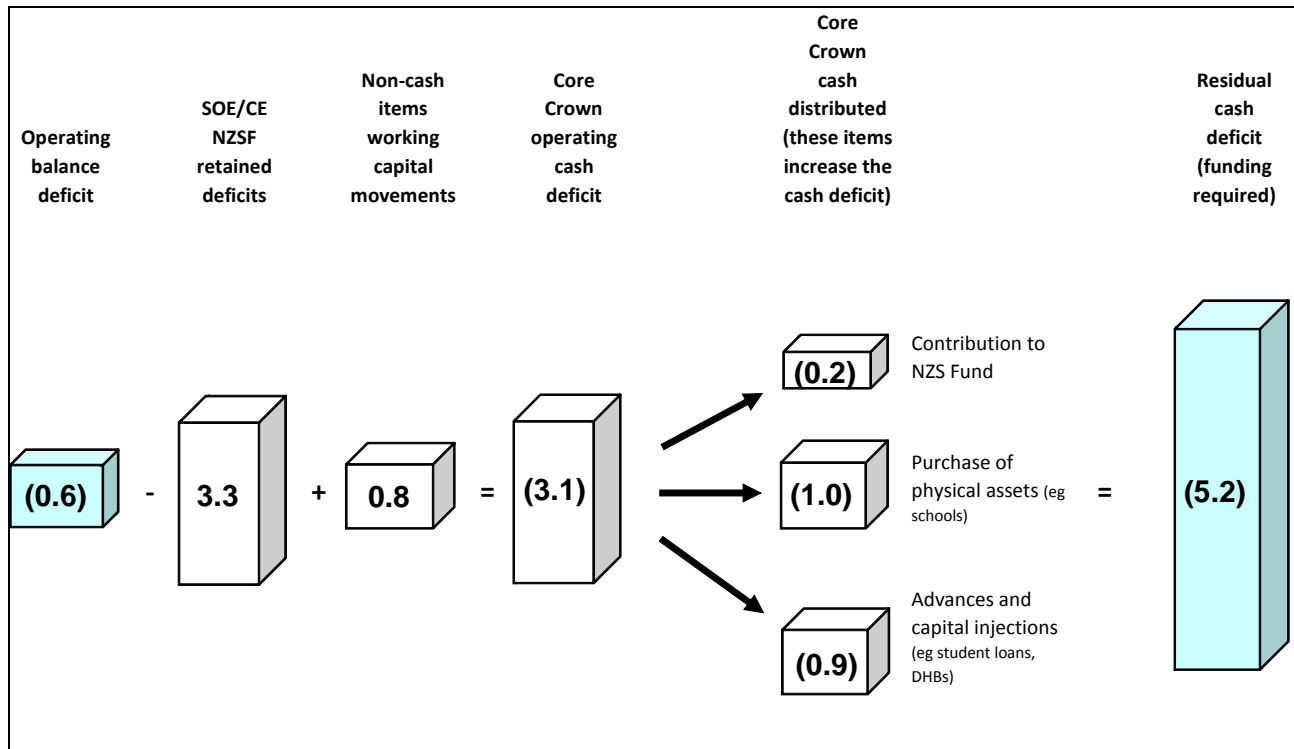 Operating
balance
deficit
SOE/CE
NZSF
retained
deficits
Non-cash
items
working
capital
movements
Core
Crown
operating
cash
deficit
Core
Crown
cash
distributed
(these items
increase the
cash deficit)
Residual
cash
deficit
(funding
required)
(0.6)
-
3.3
+
0.8
=
(3.1)
(0.2)
Contribution to
NZS Fund
(1.0)
Purchase of
physical assets (eg
schools)
(0.9)
Advances and
capital injections
(eg student loans,
DHBs)
=
(5.2)